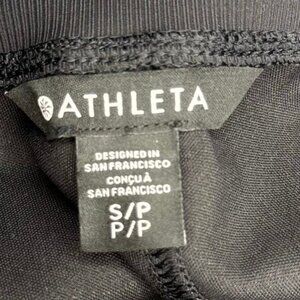 ATHLETA
DESIGNED IN
SAN FRANCISCO
CONÇU À
SAN FRANCISCO
S/P
P/P